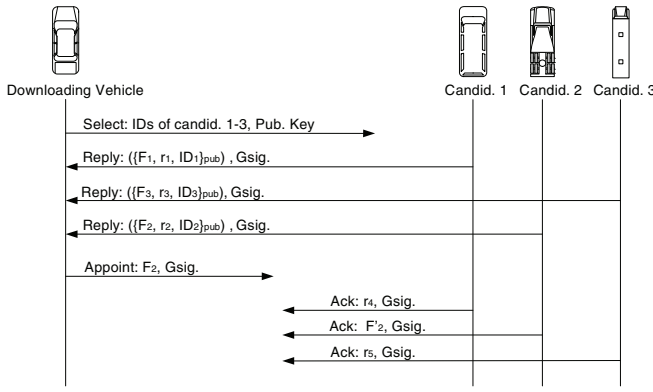 Downloading Vehicle
Candid. 1 Candid. 2 Candid. 3
Select: IDs of candid. 1-3, Pub. Key
Reply: ({F1, r1, ID1}pub) , Gsig.
Reply: ({F3, r3, ID3}pub), Gsig.
Reply: ({F2, r2, ID2}pub) , Gsig.
Appoint: F2, Gsig.
Ack: r4, Gsig.
Ack: F'2, Gsig.
Ack: r5, Gsig.